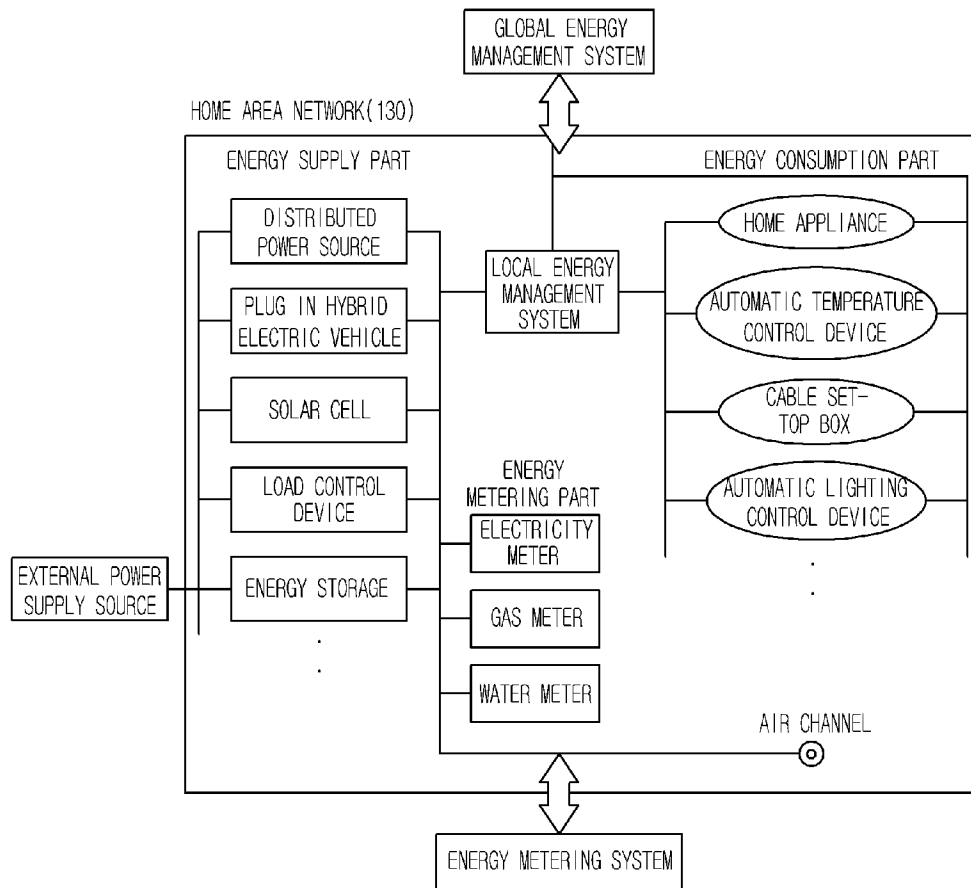 GLOBAL ENERGY
MANAGEMENT SYSTEM
HOME AREA NETWORK(130)
ENERGY SUPPLY PART
DISTRIBUTED
POWER SOURCE
PLUG IN HYBRID
ELECTRIC VEHICLE
SOLAR CELL
LOAD CONTROL
DEVICE
ENERGY STORAGE
EXTERNAL POWER
SUPPLY SOURCE
LOCAL ENERGY
MANAGEMENT
SYSTEM
ENERGY
METERING PART
ELECTRICITY
METER
GAS METER
WATER METER
ENERGY CONSUMPTION PART
HOME APPLIANCE
AUTOMATIC TEMPERATURE
CONTROL DEVICE
CABLE SET-
TOP BOX
AUTOMATIC LIGHTING
CONTROL DEVICE
AIR CHANNEL
ENERGY METERING SYSTEM